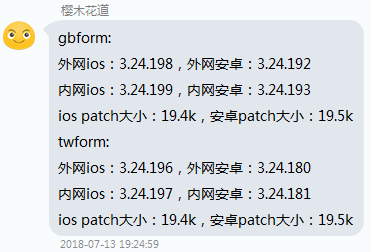 樱木花道
gbform:
外网ios：3.24.198，外网安卓：3.24.192
内网ios：3.24.199，内网安卓：3.24.193
ios patch大小：19.4k，安卓patch大小：19.5k
twform:
外网ios：3.24.196，外网安卓：3.24.180
内网ios：3.24.197，内网安卓：3.24.181
ios patch大小：19.4k，安卓patch大小：19.5k
2018-07-13 19:24:59